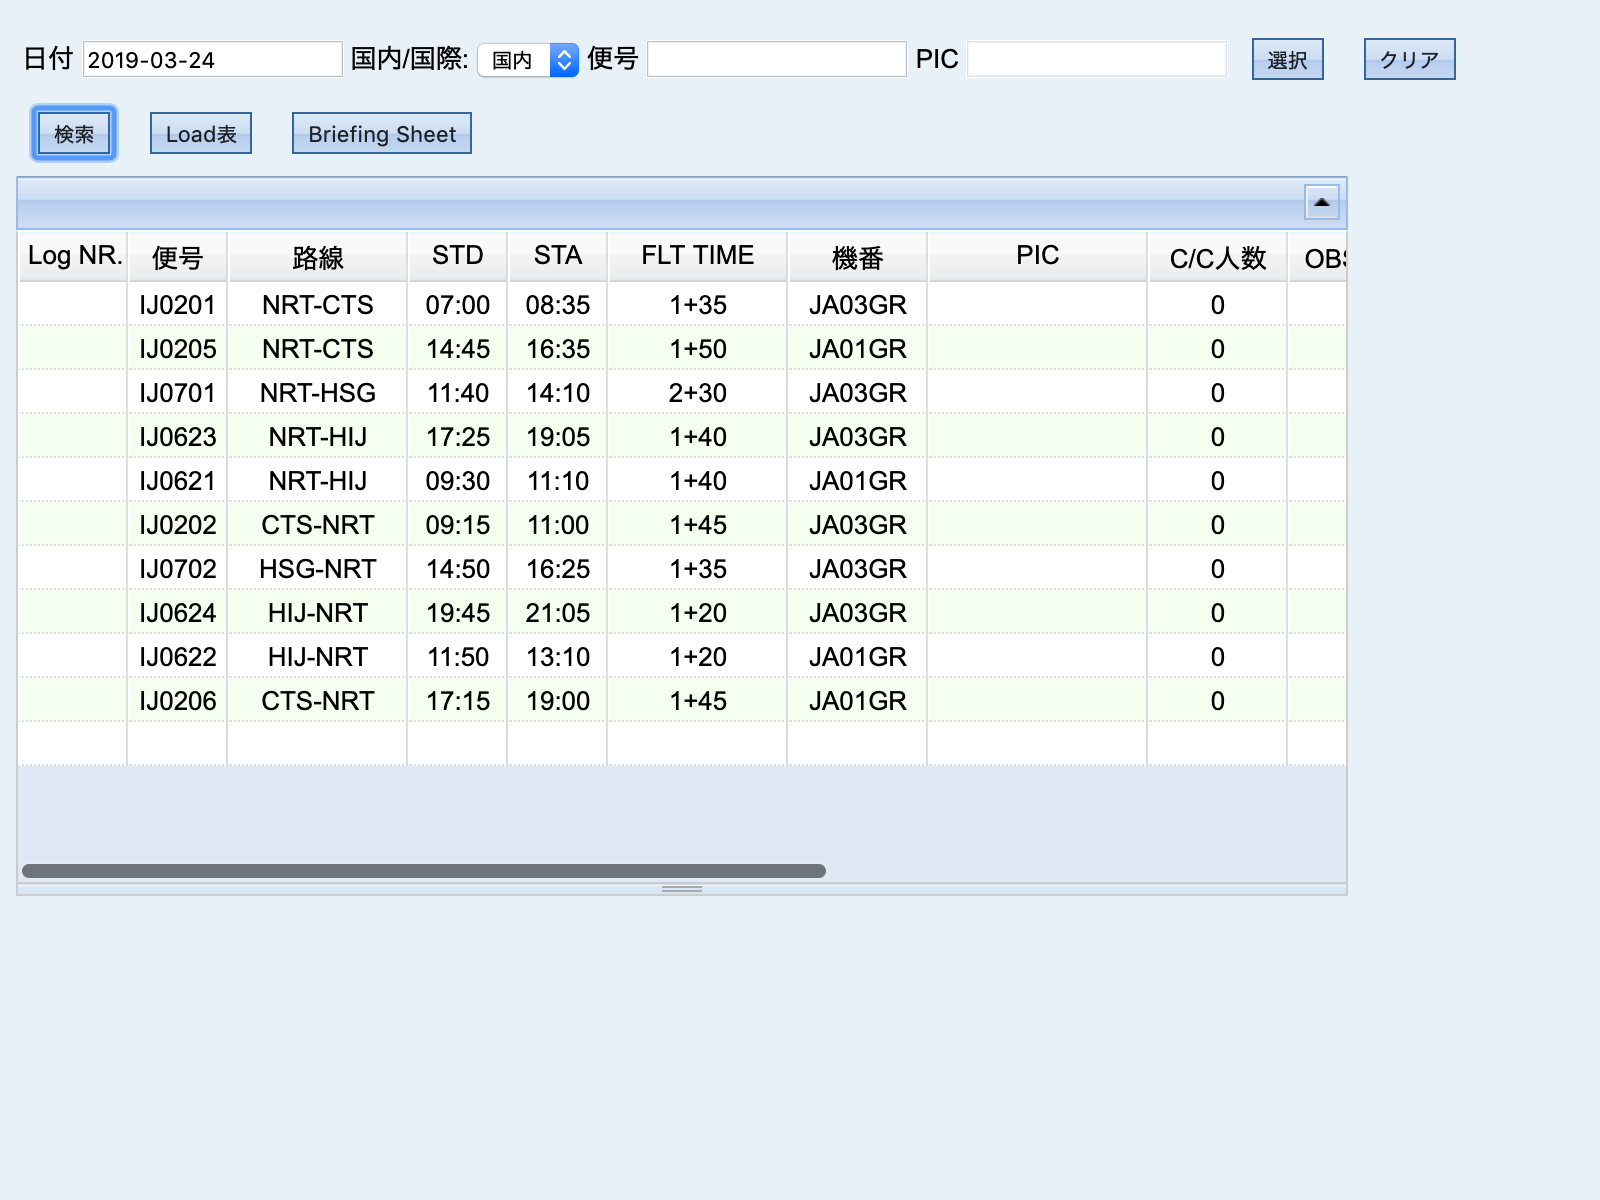 日付 2019-03-24 国内/国際: 国内 便号 PIC 選択 クリア
検索 Load表 Briefing Sheet
Log NR. 便号 路線 STD STA FLT TIME 機番 PIC C/C人数 OBS
IJ0201 NRT-CTS 07:00 08:35 1+35 JA03GR 0
IJ0205 NRT-CTS 14:45 16:35 1+50 JA01GR 0
IJ0701 NRT-HSG 11:40 14:10 2+30 JA03GR 0
IJ0623 NRT-HIJ 17:25 19:05 1+40 JA03GR 0
IJ0621 NRT-HIJ 09:30 11:10 1+40 JA01GR 0
IJ0202 CTS-NRT 09:15 11:00 1+45 JA03GR 0
IJ0702 HSG-NRT 14:50 16:25 1+35 JA03GR 0
IJ0624 HIJ-NRT 19:45 21:05 1+20 JA03GR 0
IJ0622 HIJ-NRT 11:50 13:10 1+20 JA01GR 0
IJ0206 CTS-NRT 17:15 19:00 1+45 JA01GR 0